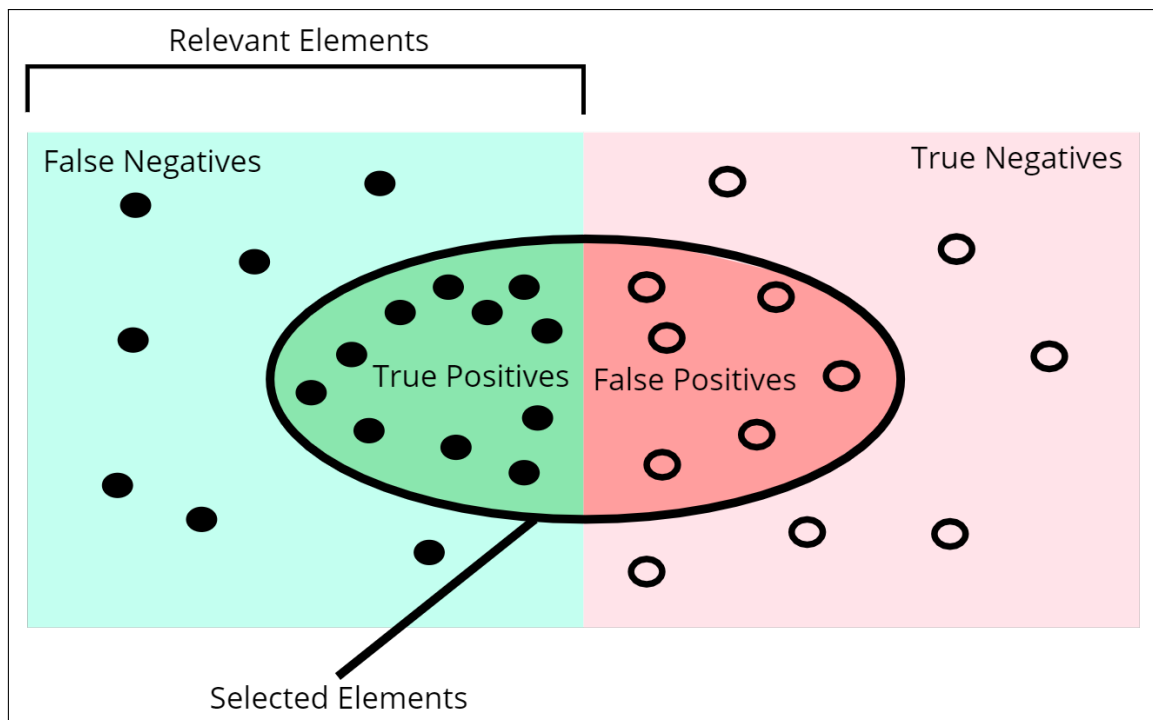 Relevant Elements
False Negatives
True Negatives
True Positives
False Positives
Selected Elements